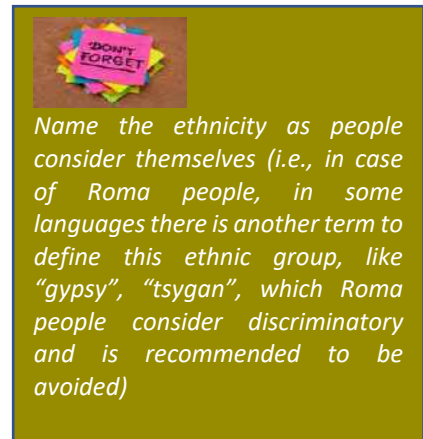 DON'T
FORGET
Name the ethnicity as people
consider themselves (i.e., in case
of Roma people, in some
languages there is another term to
define this ethnic group, like
“gypsy”, “tsygan”, which Roma
people consider discriminatory
and is recommended to be
avoided)